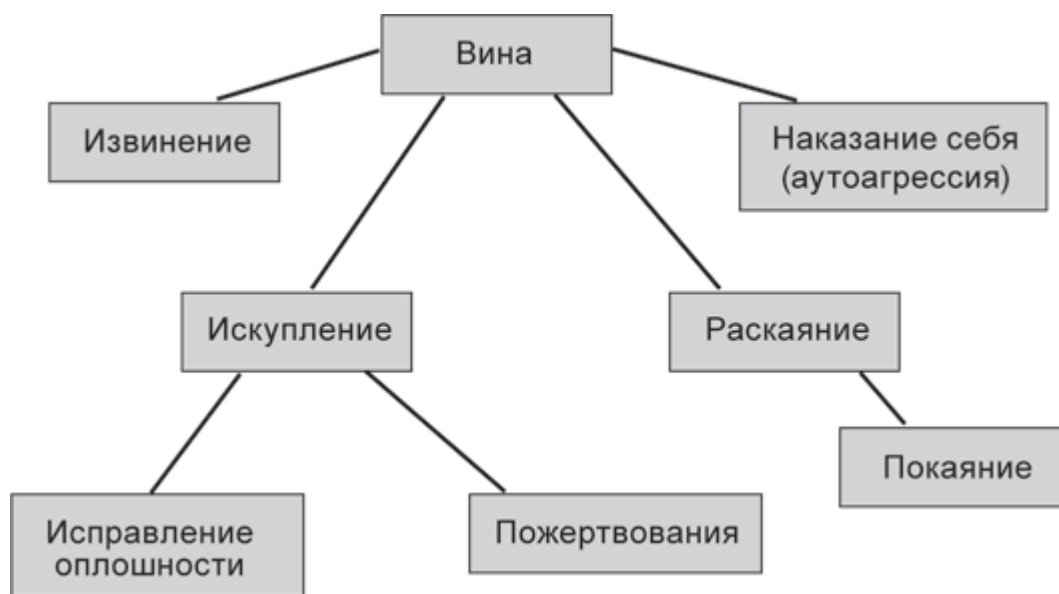 Вина
Извинение
Наказание себя
(аутоагрессия)
Искупление
Раскаяние
Покаяние
Исправление
оплошности
Пожертвования